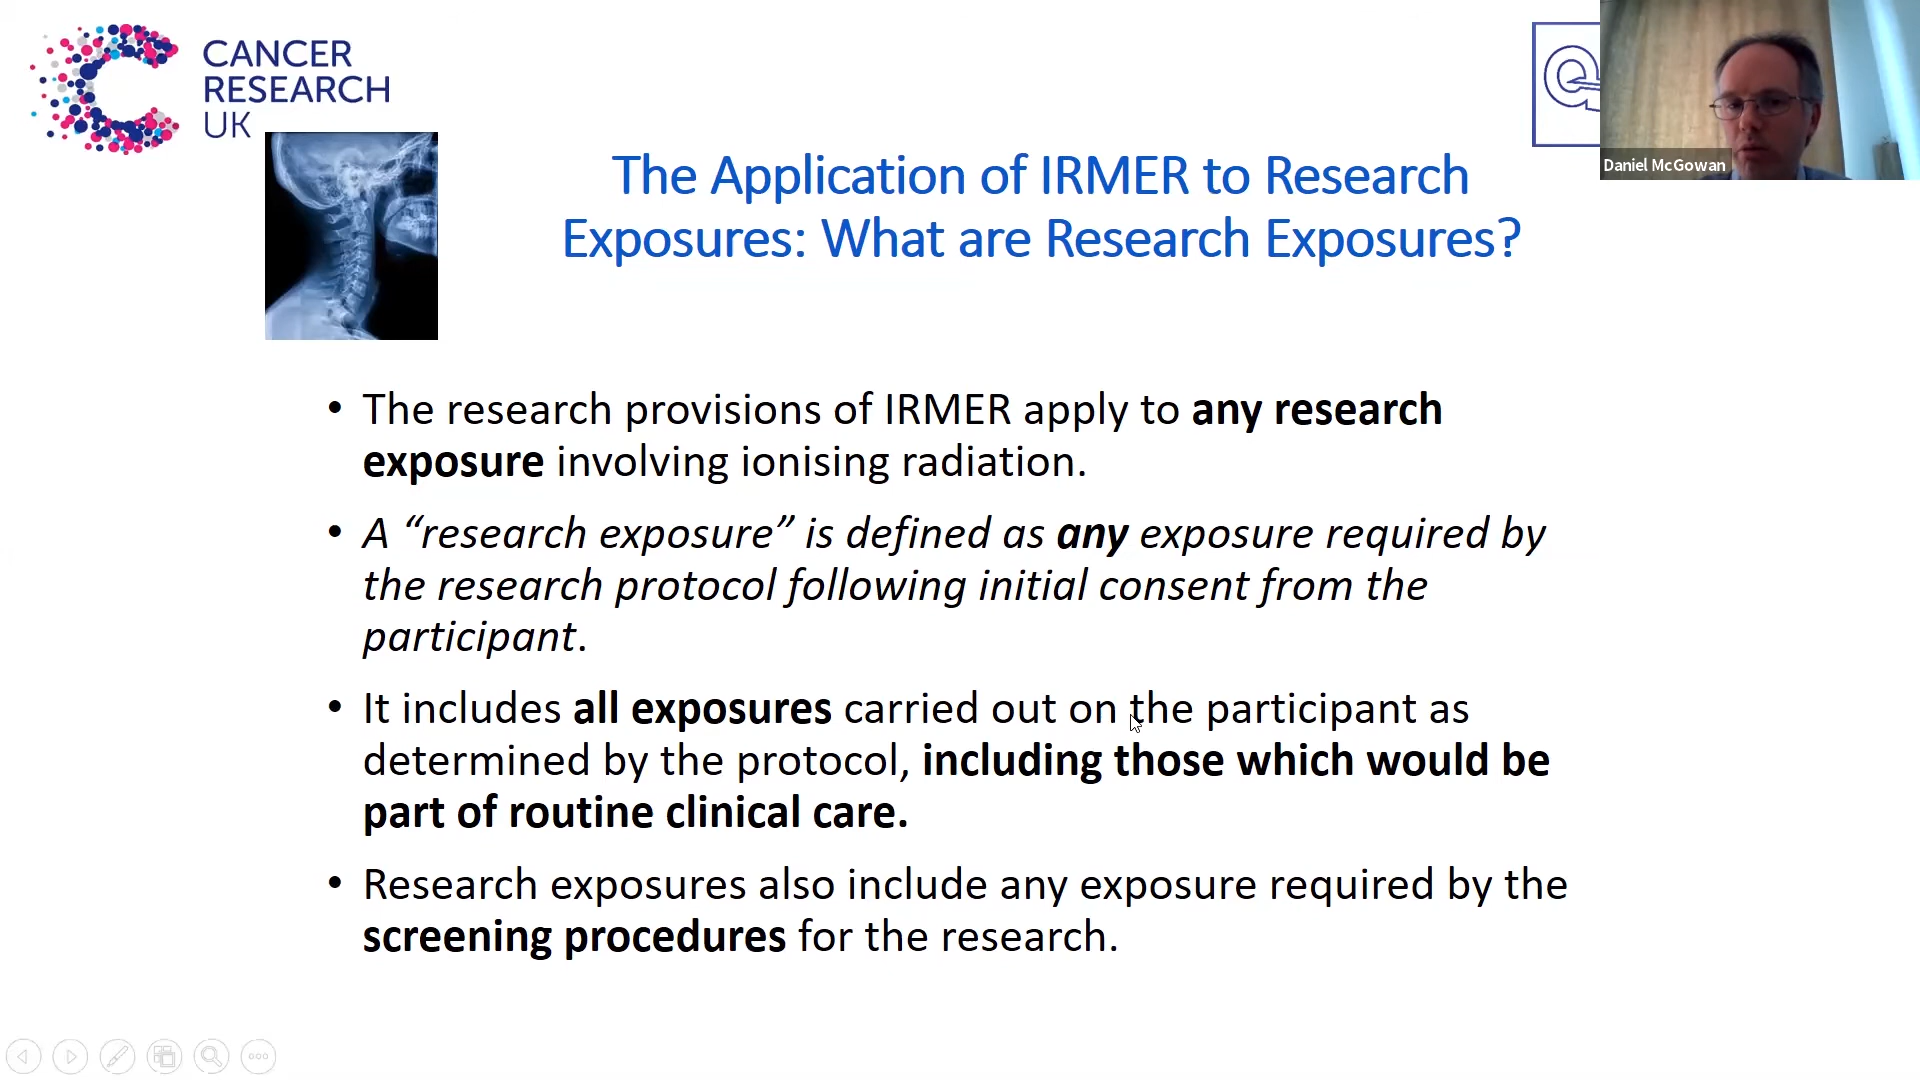 CANCER
RESEARCH
UK
Q
Daniel McGowan
The Application of IRMER to Research
Exposures: What are Research Exposures?
• The research provisions of IRMER apply to any research
exposure involving ionising radiation.
• A “research exposure” is defined as any exposure required by
the research protocol following initial consent from the
participant.
• It includes all exposures carried out on the participant as
determined by the protocol, including those which would be
part of routine clinical care.
• Research exposures also include any exposure required by the
screening procedures for the research.